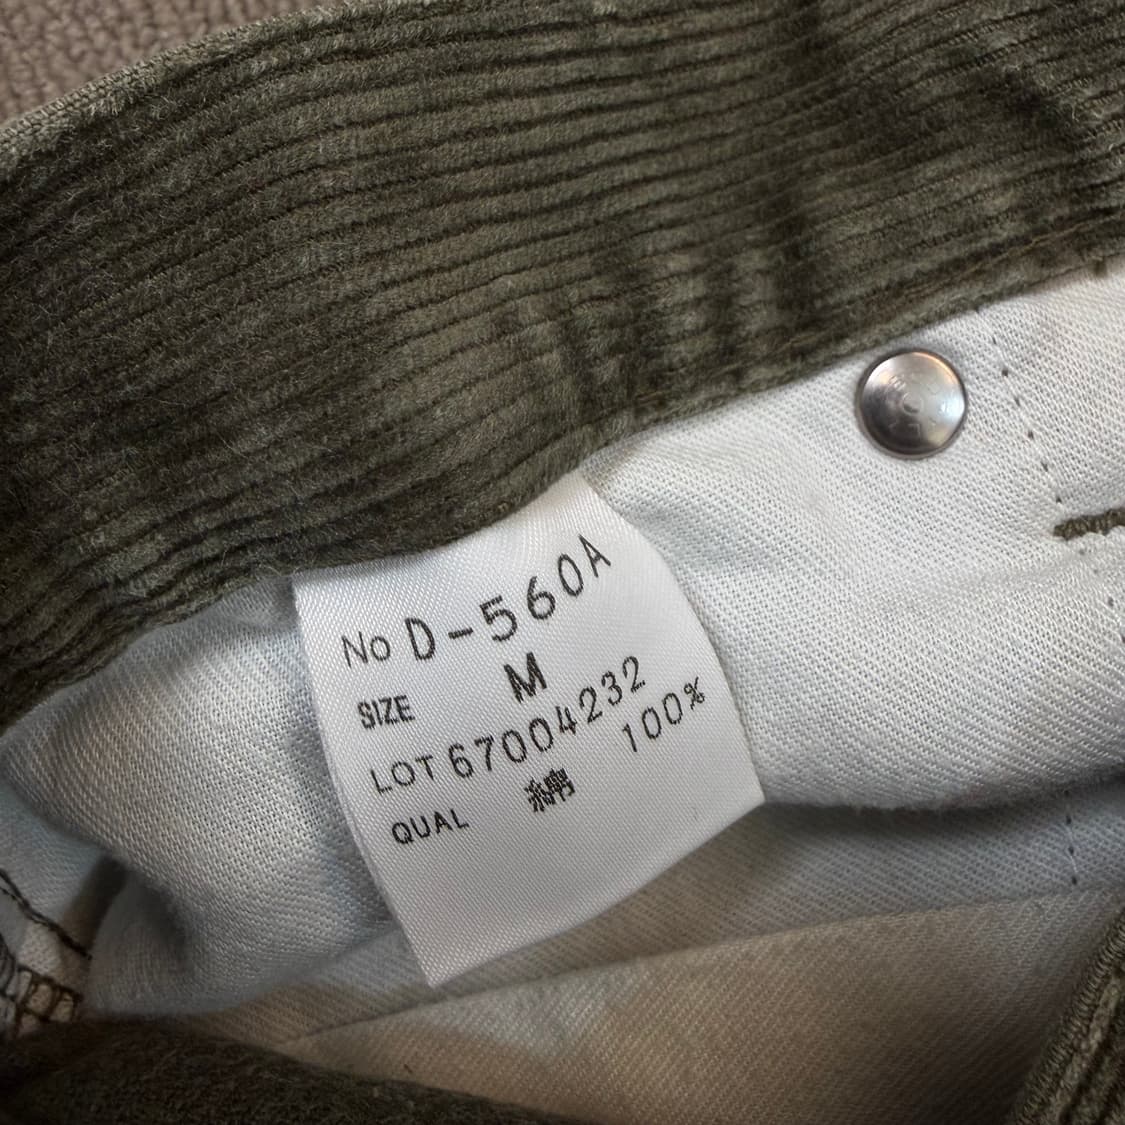 No D-560A
SIZE M
LOT 67004232
QUAL 綿 100%